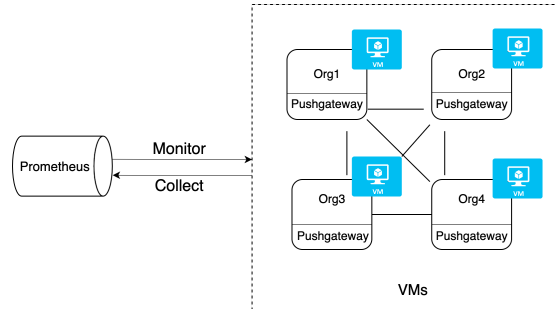 VM
VM
Org1
Org2
Pushgateway
Pushgateway
Monitor
Prometheus
Collect
VM
VM
Org3
Org4
Pushgateway
Pushgateway
VMs